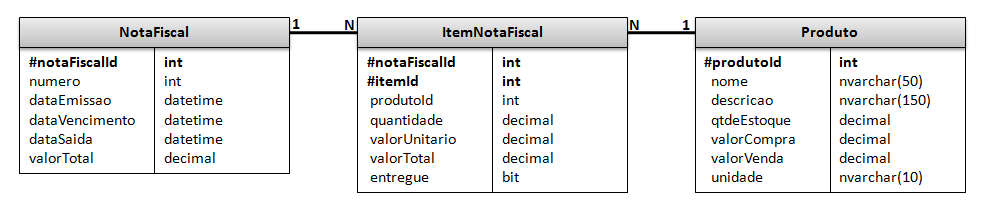 NotaFiscal
1
N
ItemNotaFiscal
N
1
Produto
#notaFiscalId int
numero int
dataEmissao datetime
dataVencimento datetime
dataSaida datetime
valorTotal decimal
#notaFiscalId int
#itemId int
produtoId int
quantidade decimal
valorUnitario decimal
valorTotal decimal
entregue bit
#produtoId int
nome nvarchar(50)
descricao nvarchar(150)
qtdeEstoque decimal
valorCompra decimal
valorVenda decimal
unidade nvarchar(10)